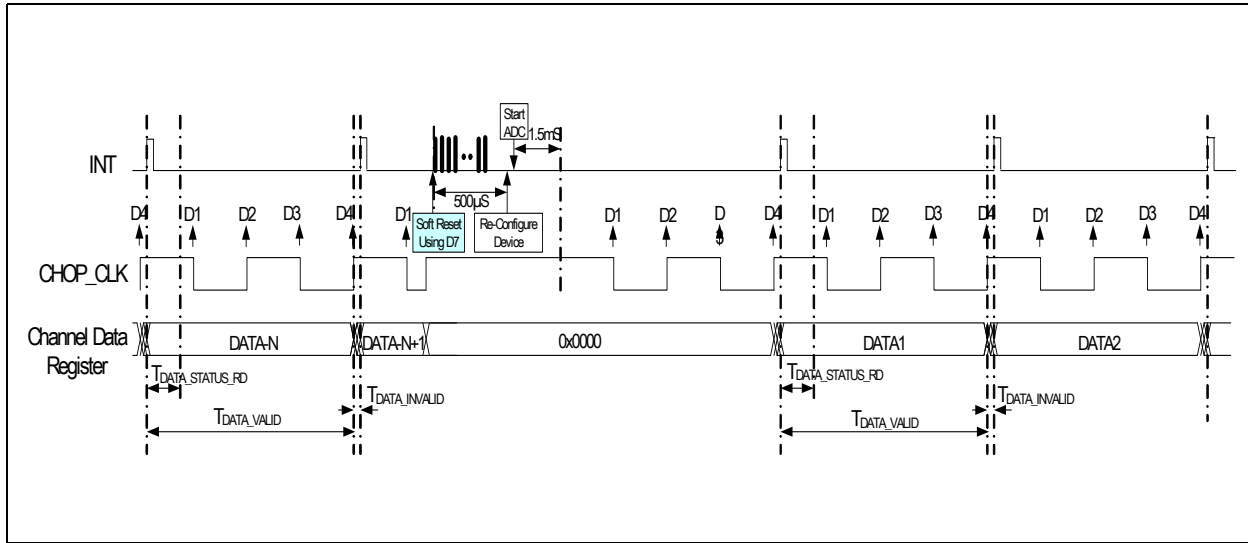 Start
ADC
1.5mS
INT
500µS
D4 D1 D2 D3 D4 D1 D1 D2 D
3 D4 D1 D2 D3 D4 D1 D2 D3 D4
Soft Reset
Using D7
Re-Configure
Device
CHOP_CLK
Channel Data
Register
DATA-N DATA-N+1 0x0000 DATA1 DATA2
TDATA_STATUS_RD TDATA_STATUS_RD
TDATA_INVALID TDATA_INVALID
TDATA_VALID TDATA_VALID